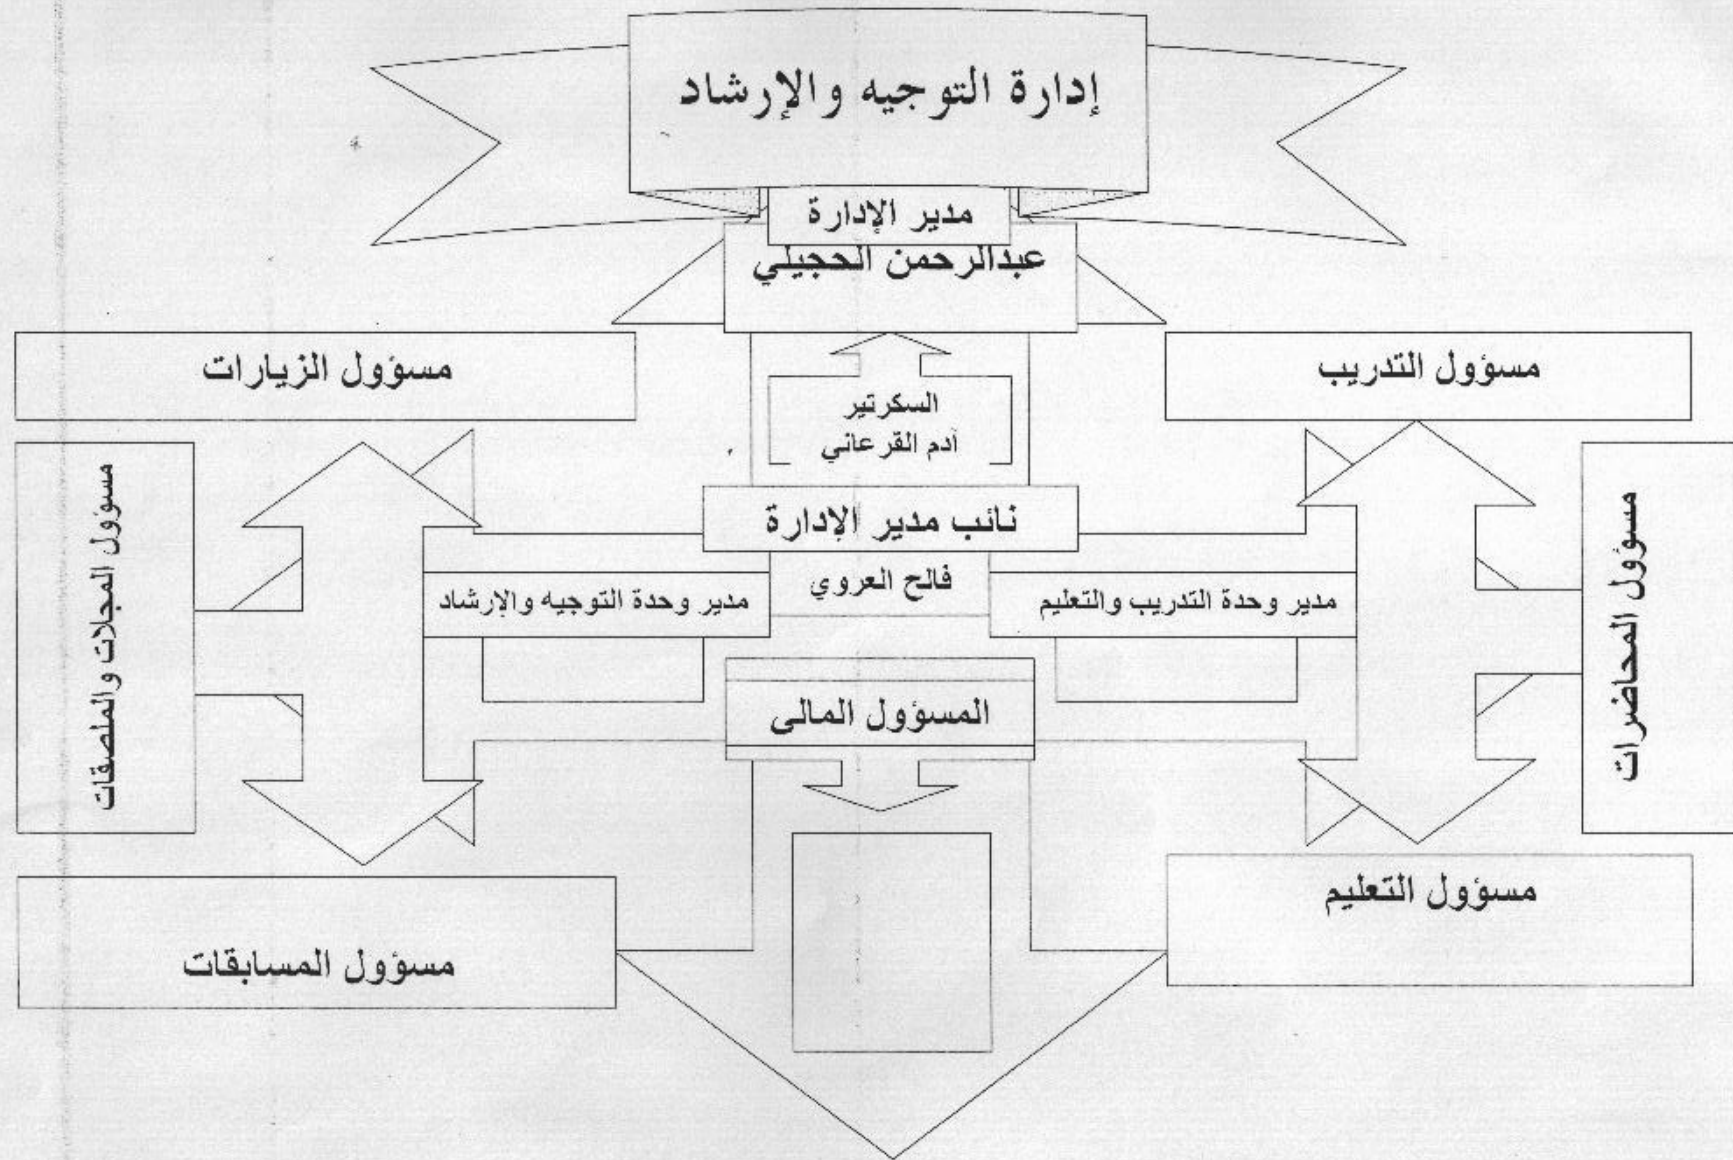 إدارة التوجيه والإرشاد
مدير الإدارة
عبدالرحمن الحجيلي
مسؤول التدريب
مسؤول الزيارات
السكرتير
آدم القرعاني
مسؤول المحاضرات
مسؤول المجلات والملصقات
نائب مدير الإدارة
فالح العروي
مدير وحدة التدريب والتعليم
مدير وحدة التوجيه والإرشاد
المسؤول المالى
مسؤول التعليم
مسؤول المسابقات